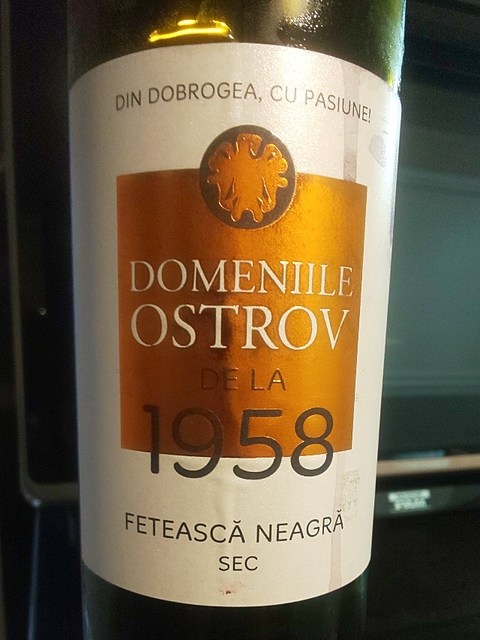 DIN DOBROGEA, CU PASIUNE!
DOMENIILE
OSTROV
DE LA
1958
FETEASCĂ NEAGRĂ
SEC